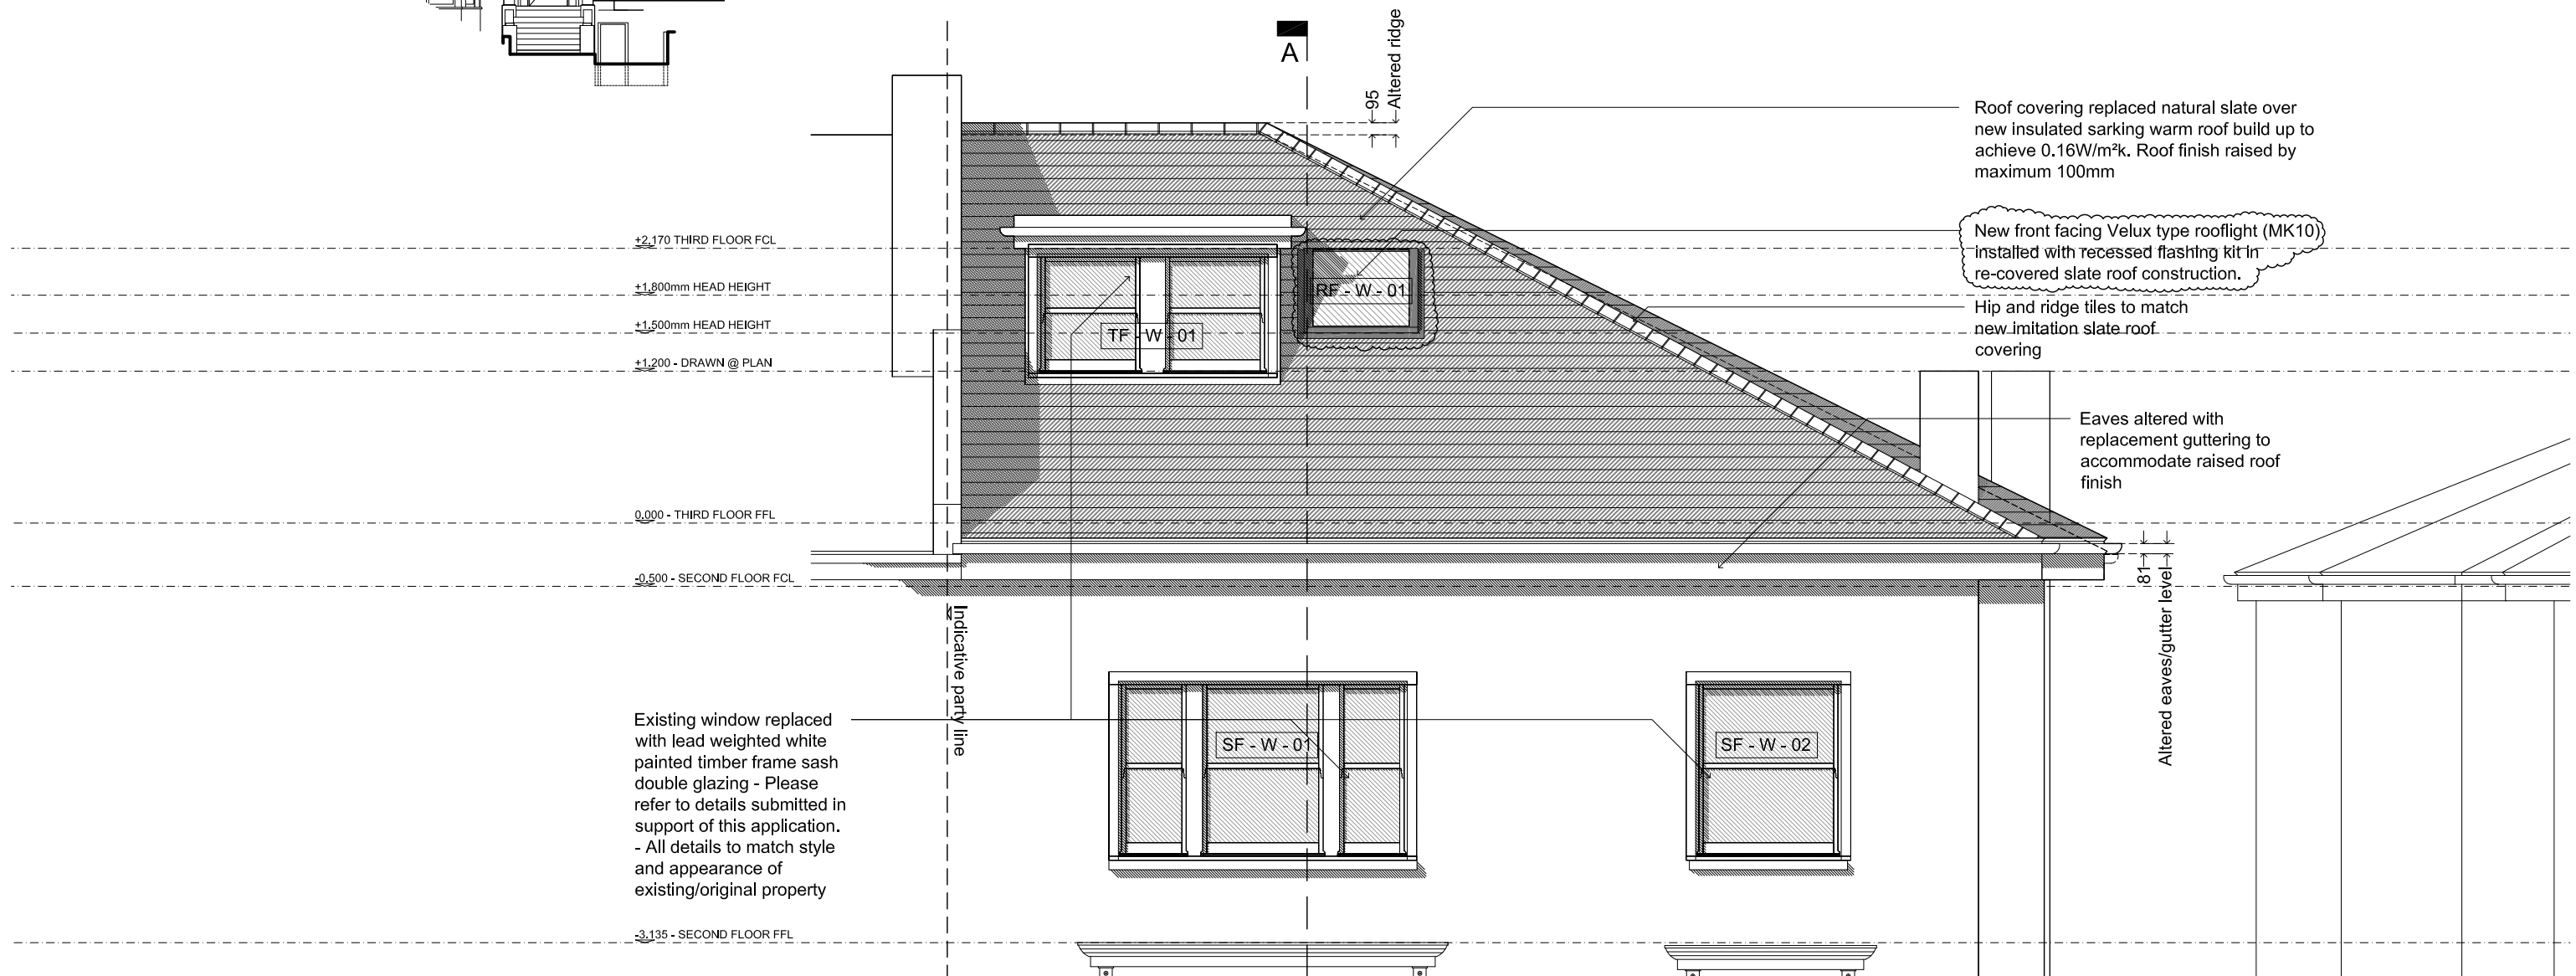 A
95
Altered ridge
Roof covering replaced natural slate over
new insulated sarking warm roof build up to
achieve 0.16W/m²k. Roof finish raised by
maximum 100mm
New front facing Velux type rooflight (MK10)
installed with recessed flashing kit in
re-covered slate roof construction.
Hip and ridge tiles to match
new imitation slate roof
covering
Eaves altered with
replacement guttering to
accommodate raised roof
finish
+2,170 THIRD FLOOR FCL
+1,800mm HEAD HEIGHT
+1,500mm HEAD HEIGHT
+1,200 - DRAWN @ PLAN
0,000 - THIRD FLOOR FFL
-0,500 - SECOND FLOOR FCL
RF - W - 01
TF - W - 01
81
Altered eaves/gutter level
Indicative party line
SF - W - 01
SF - W - 02
Existing window replaced
with lead weighted white
painted timber frame sash
double glazing - Please
refer to details submitted in
support of this application.
- All details to match style
and appearance of
existing/original property
-3,135 - SECOND FLOOR FFL